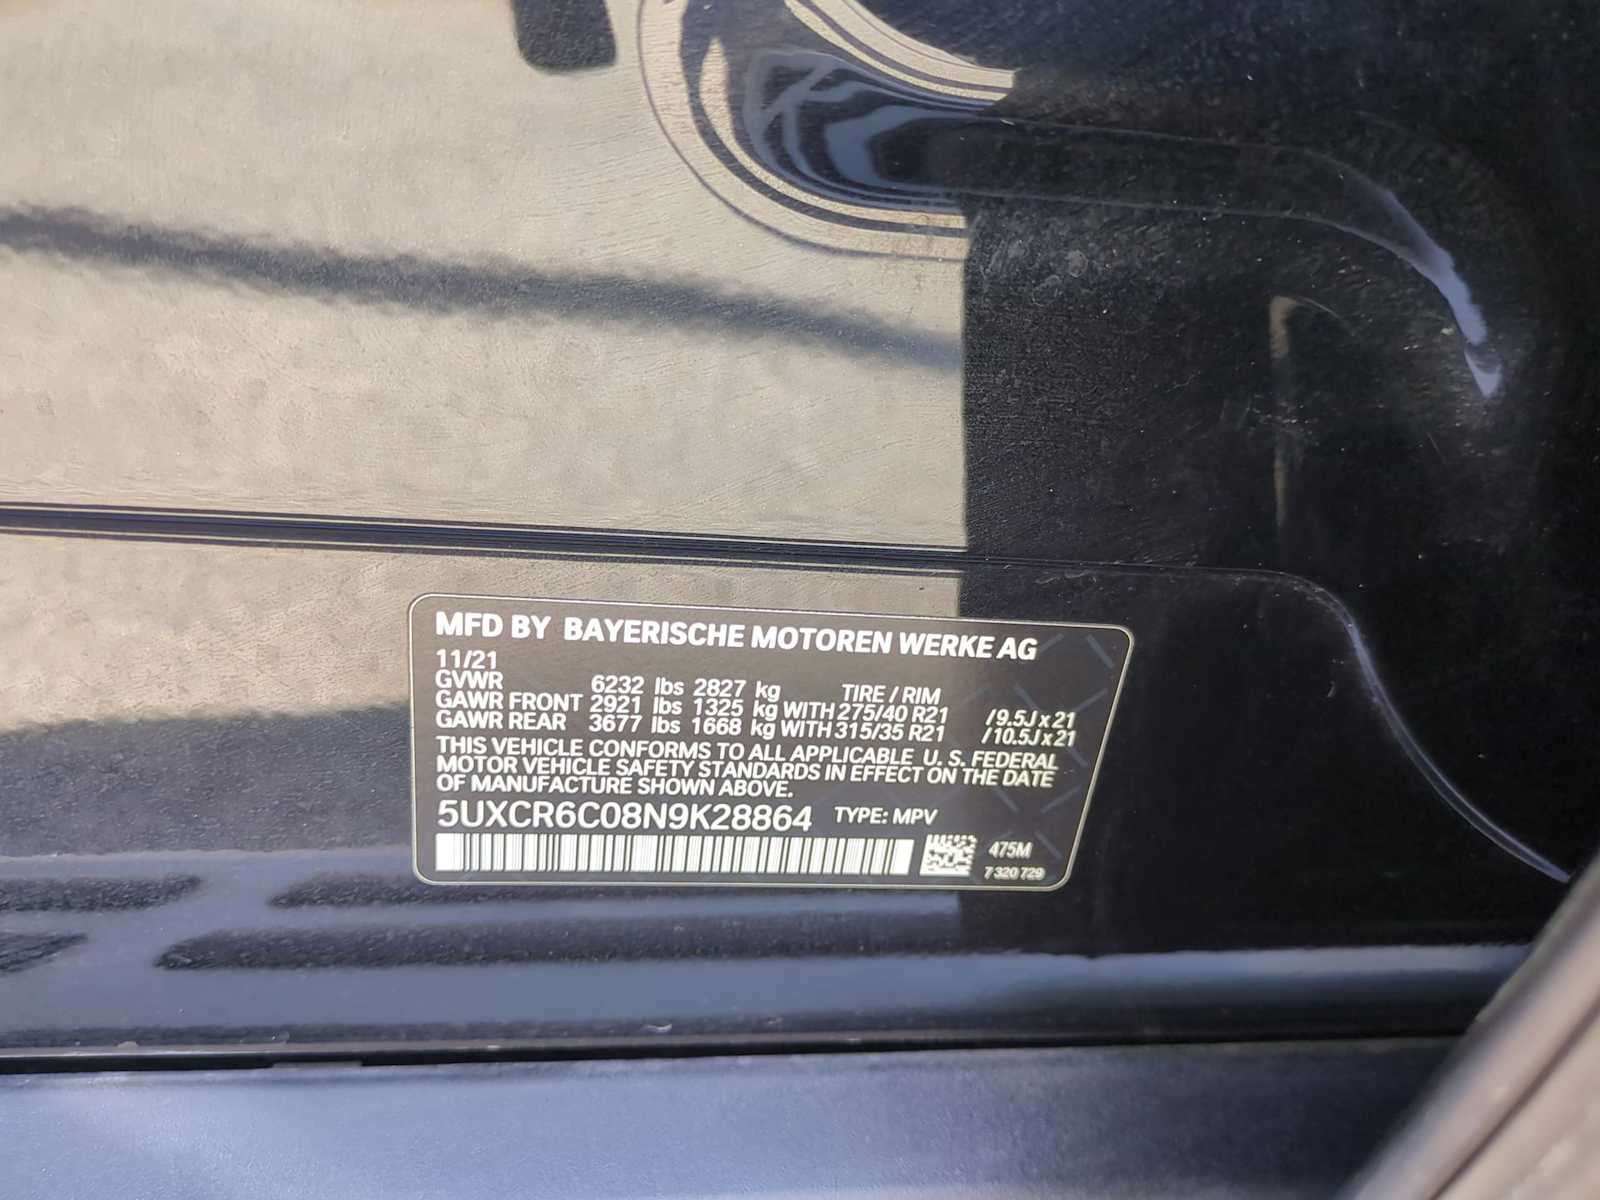 MFD BY BAYERISCHE MOTOREN WERKE AG
11/21
GVWR 6232 lbs 2827 kg TIRE / RIM
GAWR FRONT 2921 lbs 1325 kg WITH 275/40 R21 / 9.5J x 21
GAWR REAR 3677 lbs 1668 kg WITH 315/35 R21 / 10.5J x 21
THIS VEHICLE CONFORMS TO ALL APPLICABLE U. S. FEDERAL
MOTOR VEHICLE SAFETY STANDARDS IN EFFECT ON THE DATE
OF MANUFACTURE SHOWN ABOVE.
5UXCR6C08N9K28864 TYPE: MPV
475M
7 320 729